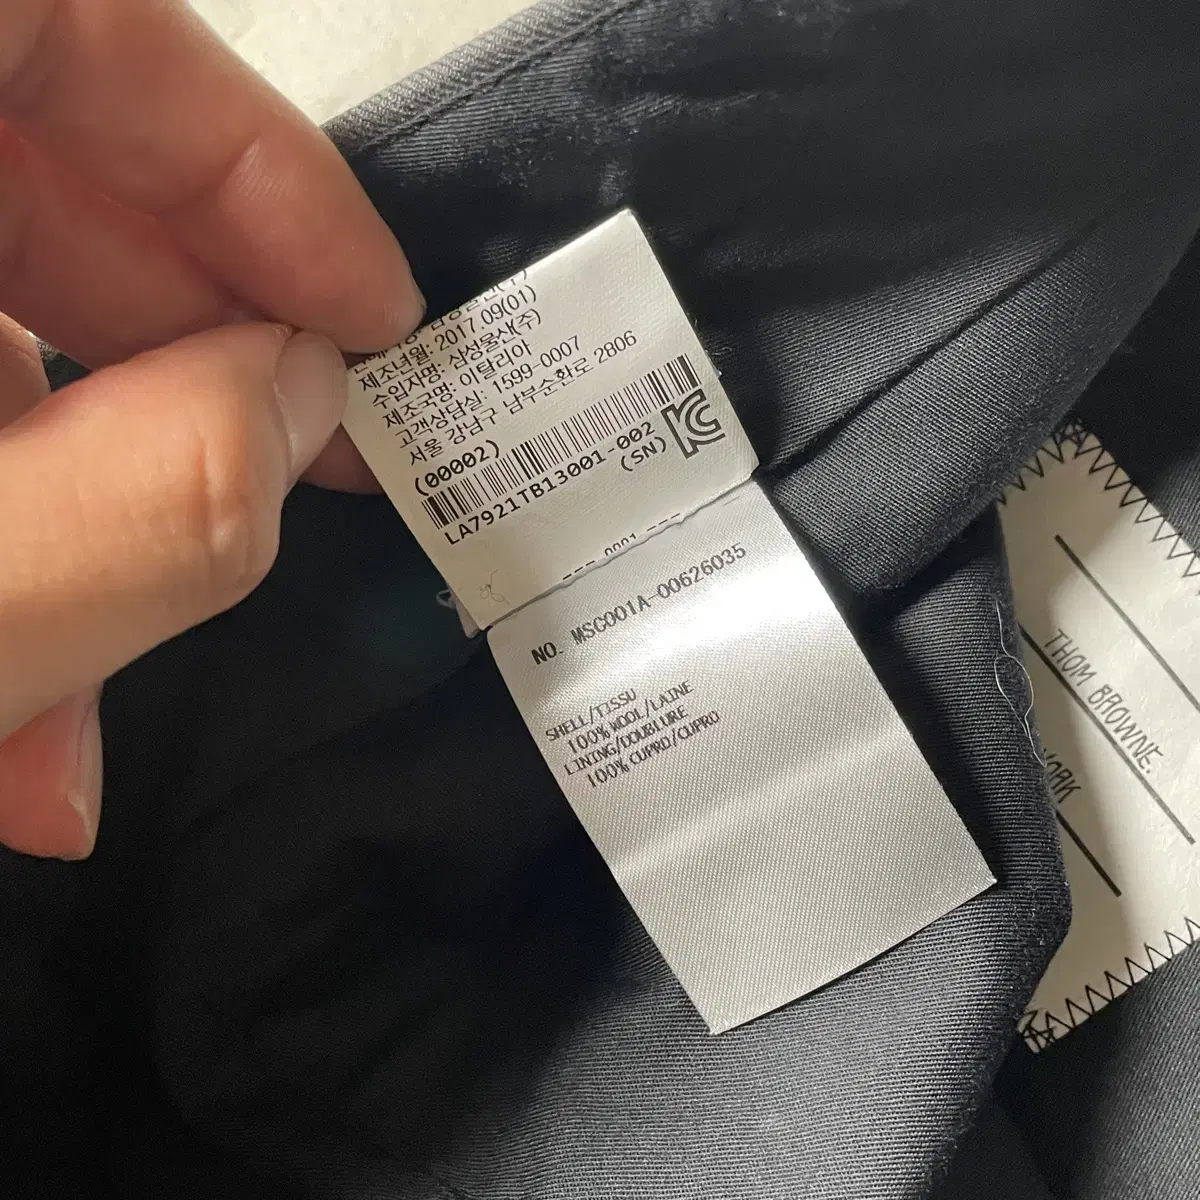 제조년월: 2017.09(01)
수입자명: 삼성물산(주)
제조국명: 이탈리아
고객상담실: 1599-0007
서울 강남구 남부순환로 2806
(00002)
LA7921TB13001-002
(SN)
0001
NO. MSC001A-00626035
SHELL/TISSU
100% WOOL/LAINE
LINING/DOUBLURE
100% CUPRO/CUPRO
THOM BROWNE.
YORK